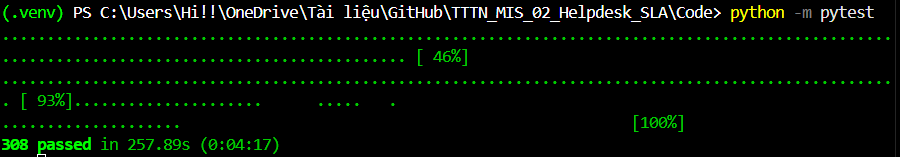 (.venv) PS C:\Users\Hi!!\OneDrive\Tài liệu\GitHub\TTTN_MIS_02_Helpdesk_SLA\Code> python -m pytest
...............................................................................................................
.................................................. [ 46%]
...............................................................................................................
. [ 93%]....................... ..... .
...................... [100%]
308 passed in 257.89s (0:04:17)